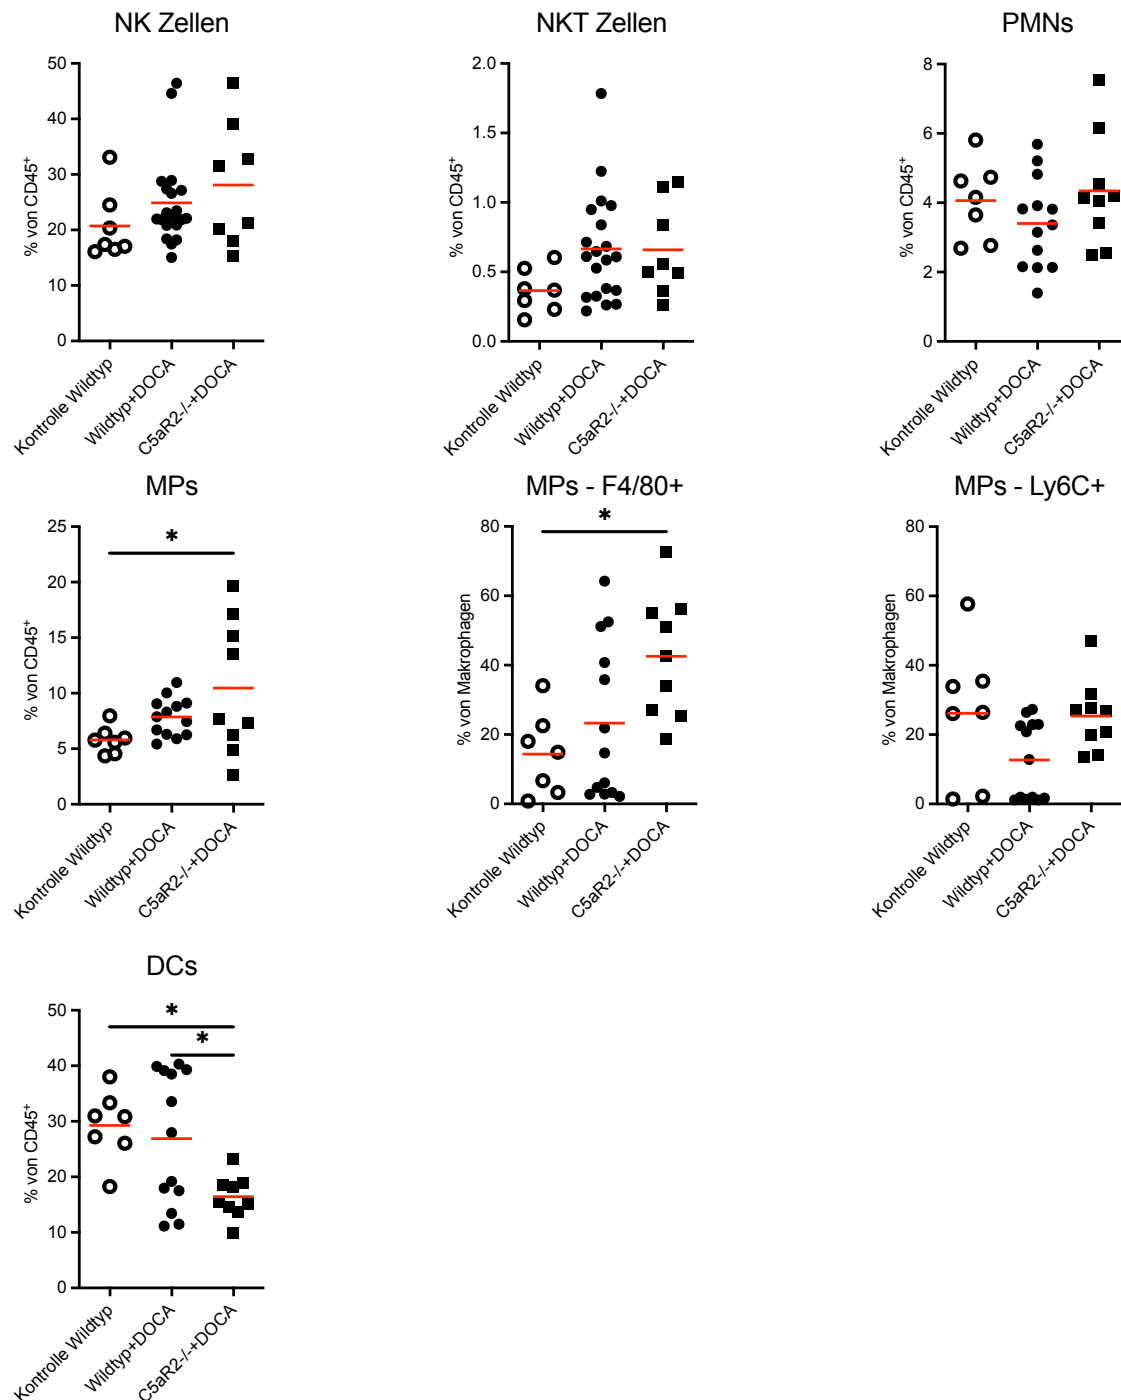 NK Zellen
% von CD45+
50
40
30
20
10
0
Kontrolle Wildtyp
Wildtyp+DOCA
C5aR2-/-+DOCA
NKT Zellen
% von CD45+
2.0
1.5
1.0
0.5
0.0
Kontrolle Wildtyp
Wildtyp+DOCA
C5aR2-/-+DOCA
PMNs
% von CD45+
8
6
4
2
0
Kontrolle Wildtyp
Wildtyp+DOCA
C5aR2-/-+DOCA
MPs
% von CD45+
25
20
15
10
5
0
*
Kontrolle Wildtyp
Wildtyp+DOCA
C5aR2-/-+DOCA
MPs - F4/80+
% von Makrophagen
80
60
40
20
0
*
Kontrolle Wildtyp
Wildtyp+DOCA
C5aR2-/-+DOCA
MPs - Ly6C+
% von Makrophagen
80
60
40
20
0
Kontrolle Wildtyp
Wildtyp+DOCA
C5aR2-/-+DOCA
DCs
% von CD45+
50
40
30
20
10
0
*
*
Kontrolle Wildtyp
Wildtyp+DOCA
C5aR2-/-+DOCA